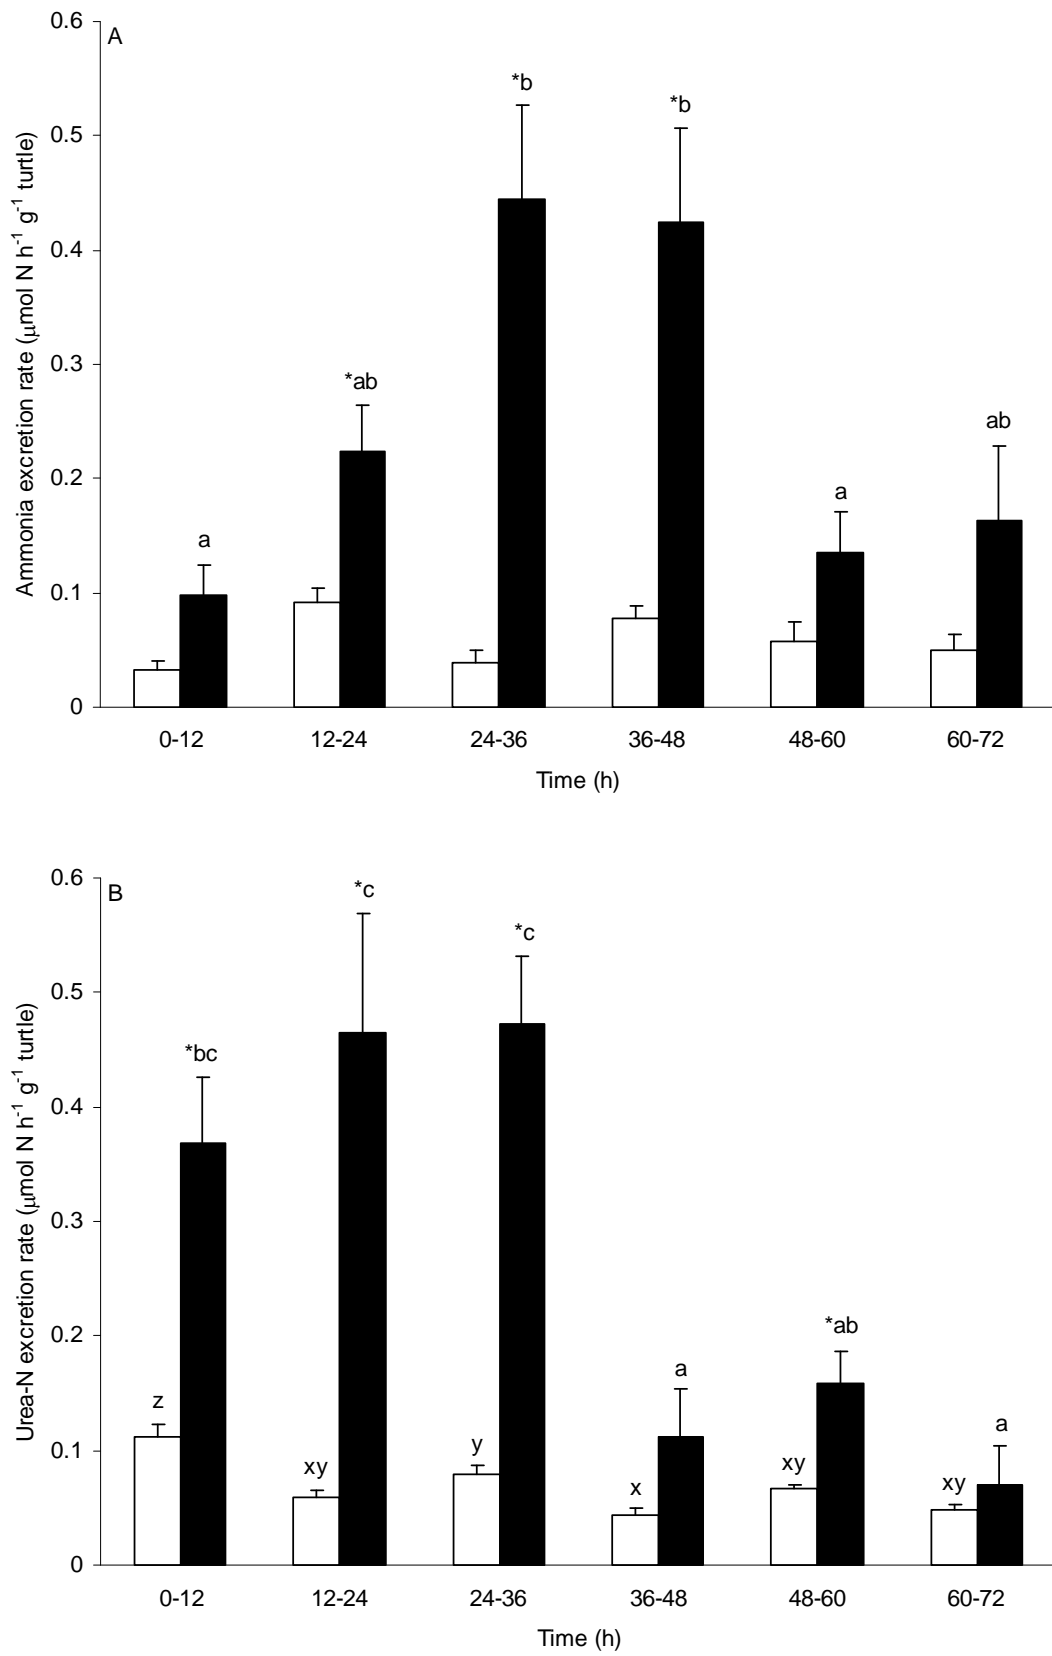 0.6
A
*b
*b
0.5
0.4
*ab
0.3
ab
0.2
a
a
0.1
0
Ammonia excretion rate (μmol N h⁻¹ g⁻¹ turtle)
0-12 12-24 24-36 36-48 48-60 60-72
Time (h)
0.6
B
*c
*c
0.5
*bc
0.4
0.3
*ab
0.2
a
z
a
0.1
xy y x xy xy
0
Urea-N excretion rate (μmol N h⁻¹ g⁻¹ turtle)
0-12 12-24 24-36 36-48 48-60 60-72
Time (h)